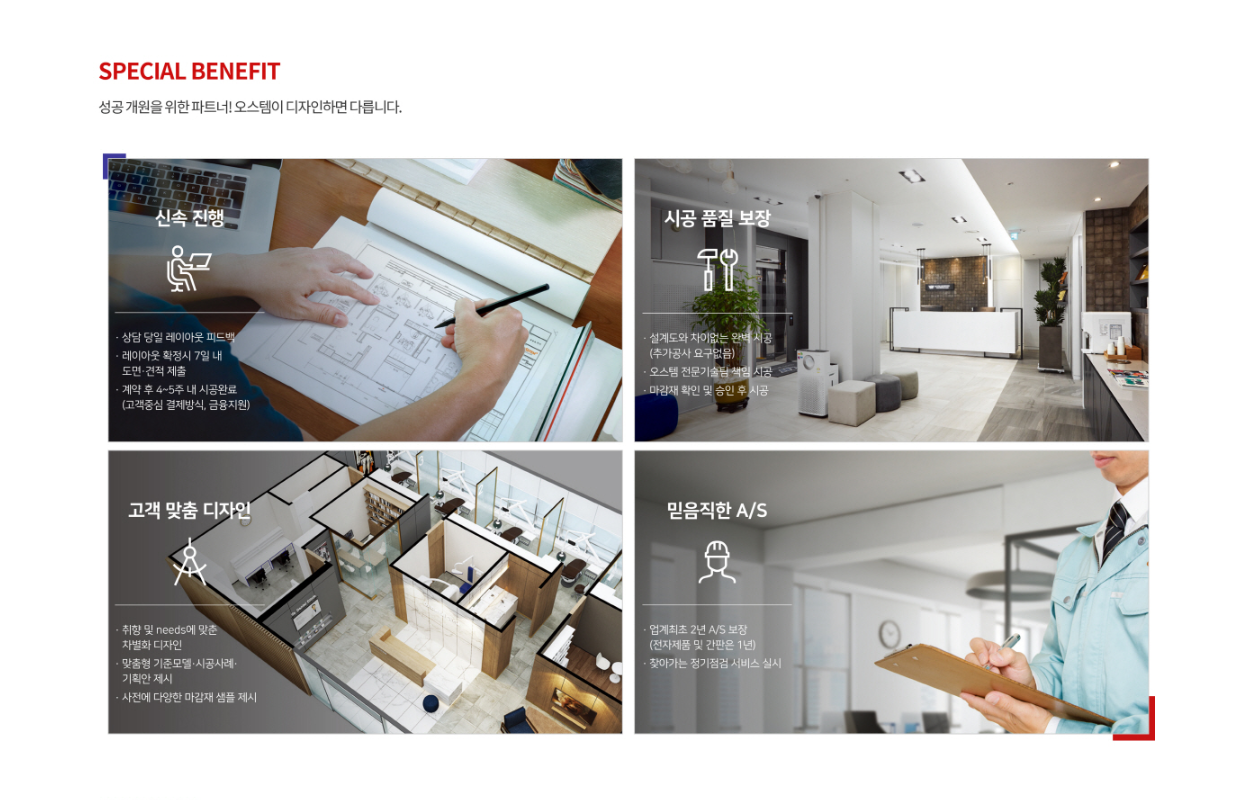 SPECIAL BENEFIT
성공 개원을 위한 파트너! 오스템이 디자인하면 다릅니다.
신속 진행
· 상담 당일 레이아웃 피드백
· 레이아웃 확정시 7일 내
도면·견적 제출
· 계약 후 4~5주 내 시공완료
(고객중심 결제방식, 금융지원)
시공 품질 보장
· 설계도와 차이없는 완벽 시공
(추가공사 요구없음)
· 오스템 전문기술팀 책임 시공
· 마감재 확인 및 승인 후 시공
고객 맞춤 디자인
· 취향 및 needs에 맞춘
차별화 디자인
· 맞춤형 기준모델·시공사례·
기획안 제시
· 사전에 다양한 마감재 샘플 제시
믿음직한 A/S
· 업계최초 2년 A/S 보장
(전자제품 및 간판은 1년)
· 찾아가는 정기점검 서비스 실시